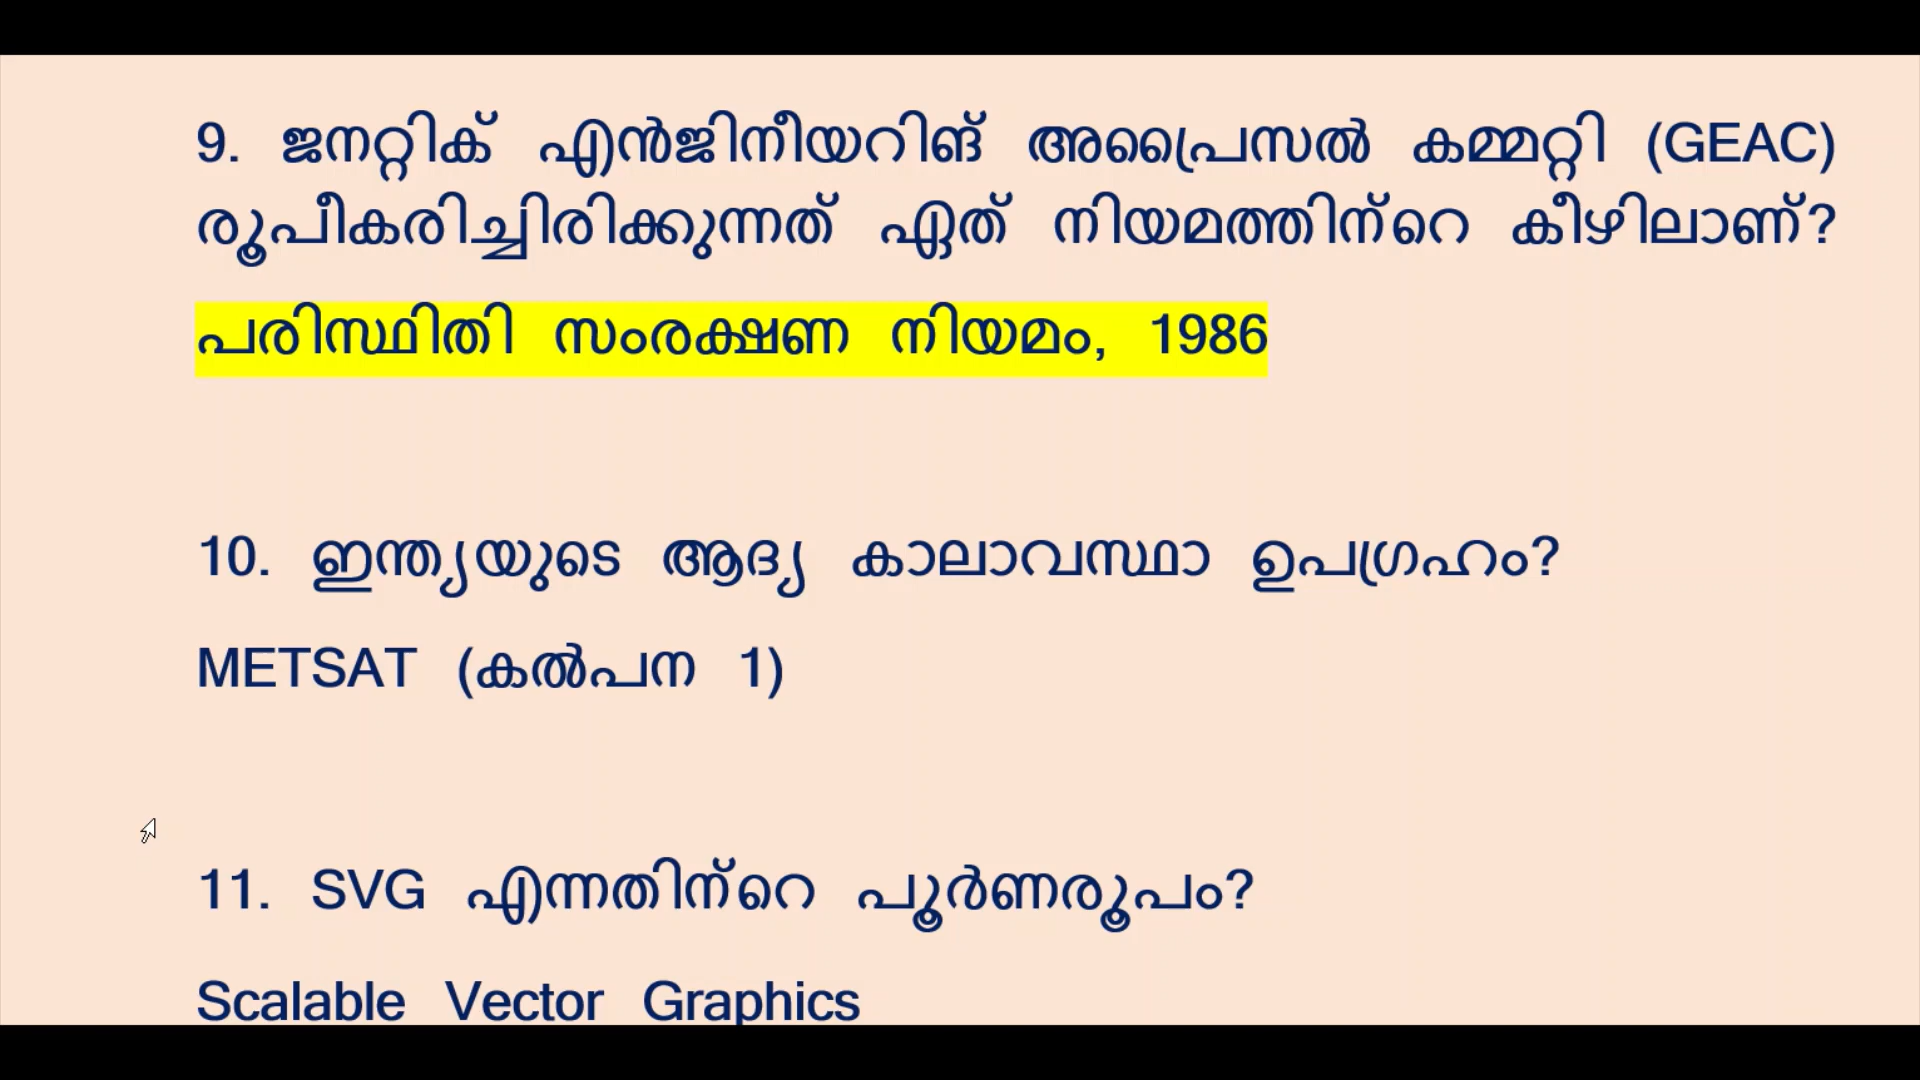 9. ജനറ്റിക് എൻജിനീയറിങ് അപ്രൈസൽ കമ്മറ്റി (GEAC)
രൂപീകരിച്ചിരിക്കുന്നത് ഏത് നിയമത്തിന്റെ കീഴിലാണ്?
പരിസ്ഥിതി സംരക്ഷണ നിയമം, 1986
10. ഇന്ത്യയുടെ ആദ്യ കാലാവസ്ഥാ ഉപഗ്രഹം?
METSAT (കൽപന 1)
11. SVG എന്നതിന്റെ പൂർണരൂപം?
Scalable Vector Graphics